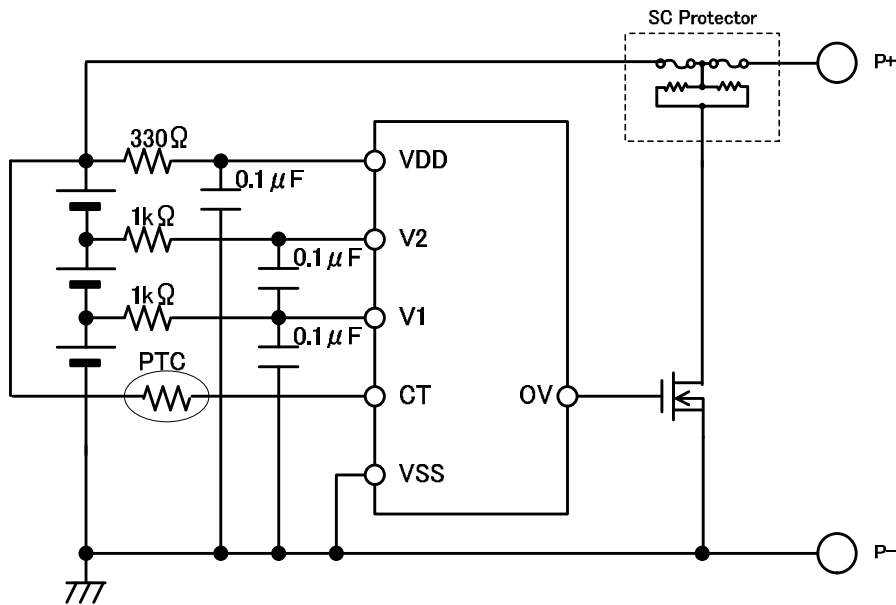 SC Protector
P+
330Ω
VDD
0.1μF
1kΩ
V2
0.1μF
1kΩ
V1
0.1μF
PTC
CT
OV
VSS
P−